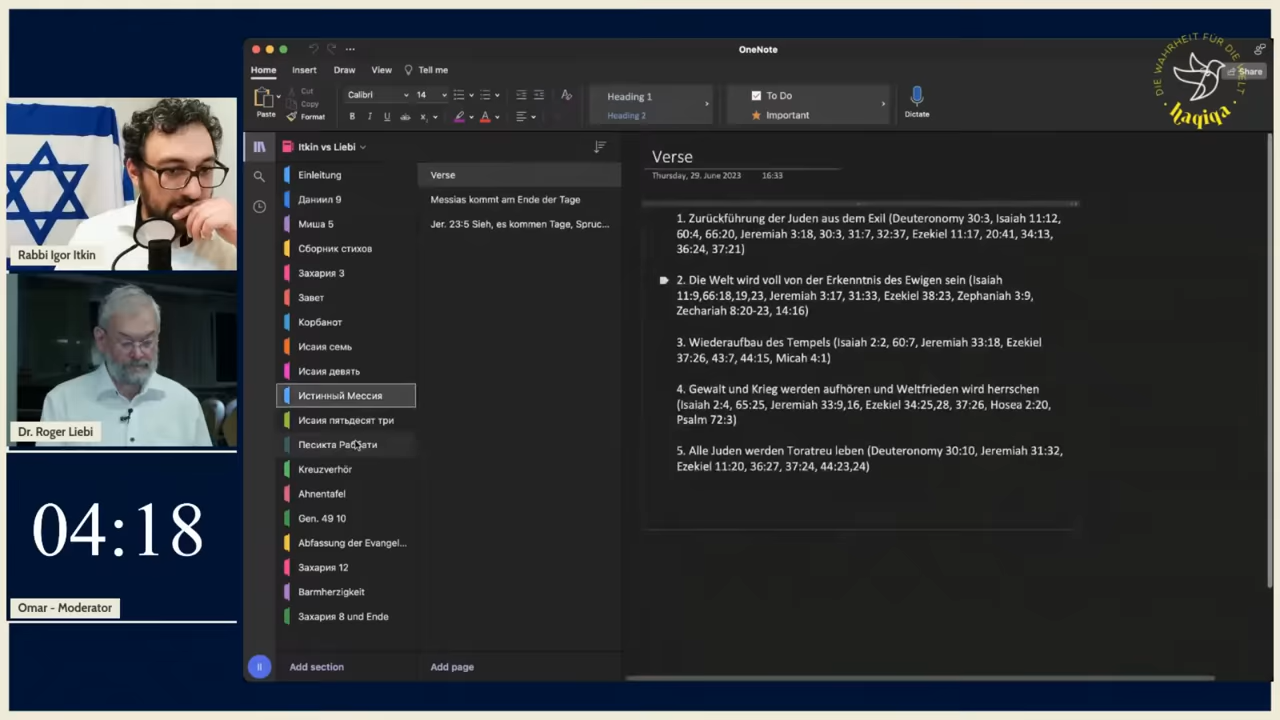 OneNote
Home Insert Draw View Tell me
Share
Paste
Cut
Copy
Format
Calibri 14
B I U ab x
A
Heading 1
Heading 2
To Do
Important
Dictate
DIE WAHRHEIT FÜR DIE WELT
haqiqa
Rabbi Igor Itkin
Dr. Roger Liebi
04:18
Omar - Moderator
Itkin vs Liebi
Einleitung
Даниил 9
Миша 5
Сборник стихов
Захария 3
Завет
Корбанот
Исаия семь
Исаия девять
Истинный Мессия
Исаия пятьдесят три
Песикта Рабати
Kreuzverhör
Ahnentafel
Gen. 49 10
Abfassung der Evangel...
Захария 12
Barmherzigkeit
Захария 8 und Ende
Add section
II
Verse
Messias kommt am Ende der Tage
Jer. 23:5 Sieh, es kommen Tage, Spruc...
Add page
Verse
Thursday, 29. June 2023 16:33
1. Zurückführung der Juden aus dem Exil (Deuteronomy 30:3, Isaiah 11:12,
60:4, 66:20, Jeremiah 3:18, 30:3, 31:7, 32:37, Ezekiel 11:17, 20:41, 34:13,
36:24, 37:21)
2. Die Welt wird voll von der Erkenntnis des Ewigen sein (Isaiah
11:9,66:18,19,23, Jeremiah 3:17, 31:33, Ezekiel 38:23, Zephaniah 3:9,
Zechariah 8:20-23, 14:16)
3. Wiederaufbau des Tempels (Isaiah 2:2, 60:7, Jeremiah 33:18, Ezekiel
37:26, 43:7, 44:15, Micah 4:1)
4. Gewalt und Krieg werden aufhören und Weltfrieden wird herrschen
(Isaiah 2:4, 65:25, Jeremiah 33:9,16, Ezekiel 34:25,28, 37:26, Hosea 2:20,
Psalm 72:3)
5. Alle Juden werden Toratreu leben (Deuteronomy 30:10, Jeremiah 31:32,
Ezekiel 11:20, 36:27, 37:24, 44:23,24)